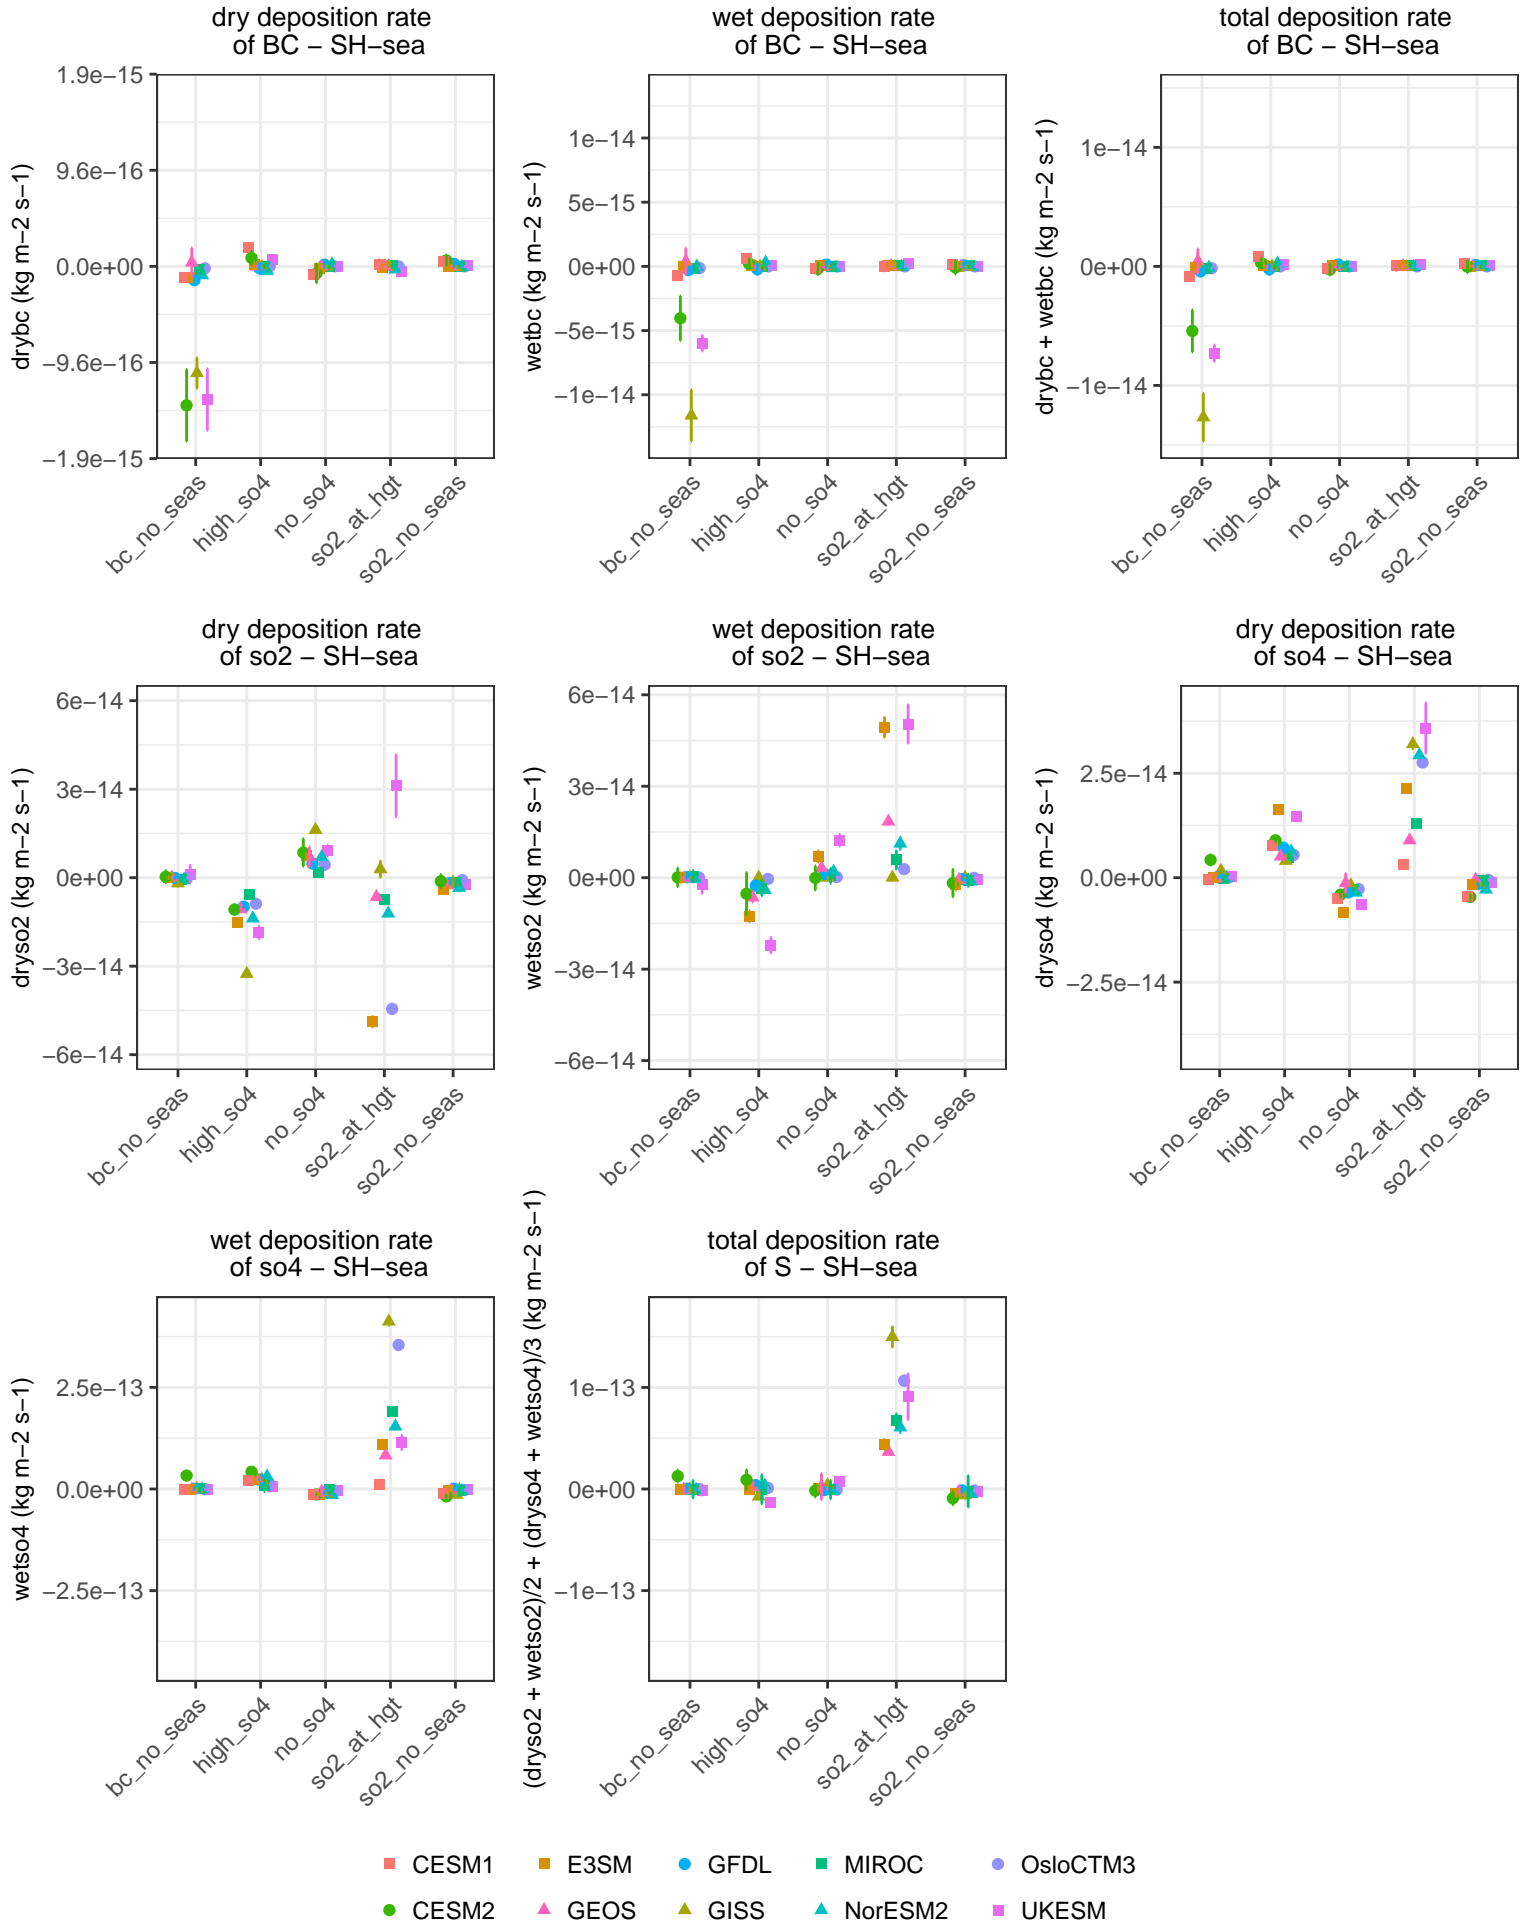 dry deposition rate
of BC − SH−sea
wet deposition rate
of BC − SH−sea
total deposition rate
of BC − SH−sea
drybc (kg m−2 s−1)
1.9e−15
9.6e−16
0.0e+00
−9.6e−16
−1.9e−15
bc_no_seas
high_so4
no_so4
so2_at_hgt
so2_no_seas
wetbc (kg m−2 s−1)
1e−14
5e−15
0e+00
−5e−15
−1e−14
bc_no_seas
high_so4
no_so4
so2_at_hgt
so2_no_seas
drybc + wetbc (kg m−2 s−1)
1e−14
0e+00
−1e−14
bc_no_seas
high_so4
no_so4
so2_at_hgt
so2_no_seas
dry deposition rate
of so2 − SH−sea
wet deposition rate
of so2 − SH−sea
dry deposition rate
of so4 − SH−sea
dryso2 (kg m−2 s−1)
6e−14
3e−14
0e+00
−3e−14
−6e−14
bc_no_seas
high_so4
no_so4
so2_at_hgt
so2_no_seas
wetso2 (kg m−2 s−1)
6e−14
3e−14
0e+00
−3e−14
−6e−14
bc_no_seas
high_so4
no_so4
so2_at_hgt
so2_no_seas
dryso4 (kg m−2 s−1)
2.5e−14
0.0e+00
−2.5e−14
bc_no_seas
high_so4
no_so4
so2_at_hgt
so2_no_seas
wet deposition rate
of so4 − SH−sea
total deposition rate
of S − SH−sea
wetso4 (kg m−2 s−1)
2.5e−13
0.0e+00
−2.5e−13
bc_no_seas
high_so4
no_so4
so2_at_hgt
so2_no_seas
(dryso2 + wetso2)/2 + (dryso4 + wetso4)/3 (kg m−2 s−1)
1e−13
0e+00
−1e−13
bc_no_seas
high_so4
no_so4
so2_at_hgt
so2_no_seas
CESM1 E3SM GFDL MIROC OsloCTM3
CESM2 GEOS GISS NorESM2 UKESM